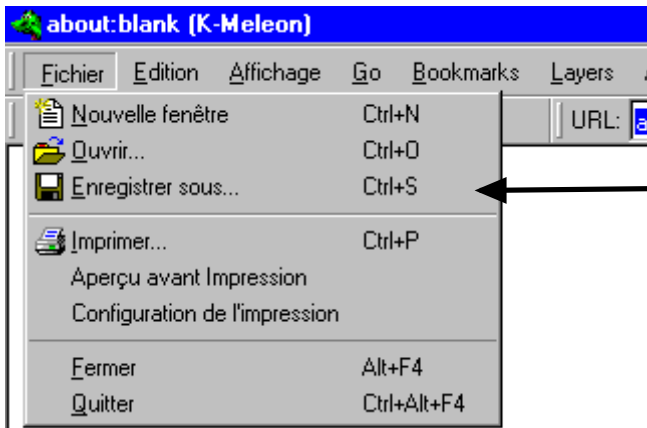 about:blank (K-Meleon)
Fichier Edition Affichage Go Bookmarks Layers
URL:
Nouvelle fenêtre Ctrl+N
Ouvrir... Ctrl+O
Enregistrer sous... Ctrl+S
Imprimer... Ctrl+P
Aperçu avant Impression
Configuration de l'impression
Fermer Alt+F4
Quitter Ctrl+Alt+F4